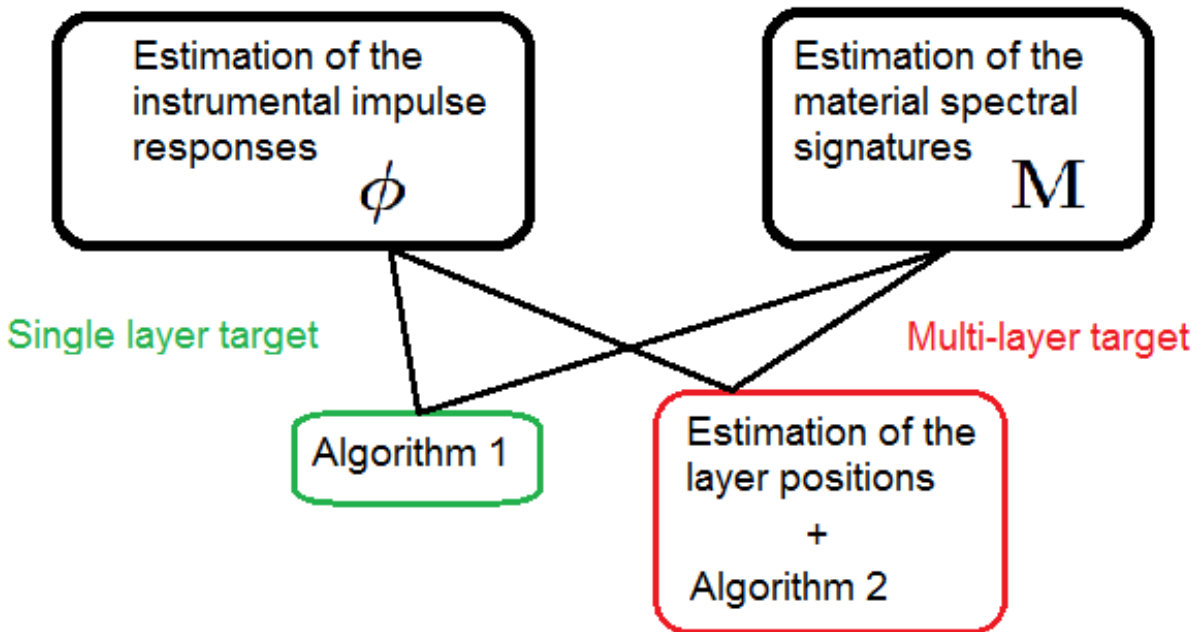 Estimation of the
instrumental impulse
responses
ϕ
Estimation of the
material spectral
signatures
M
Single layer target
Multi-layer target
Algorithm 1
Estimation of the
layer positions
+
Algorithm 2